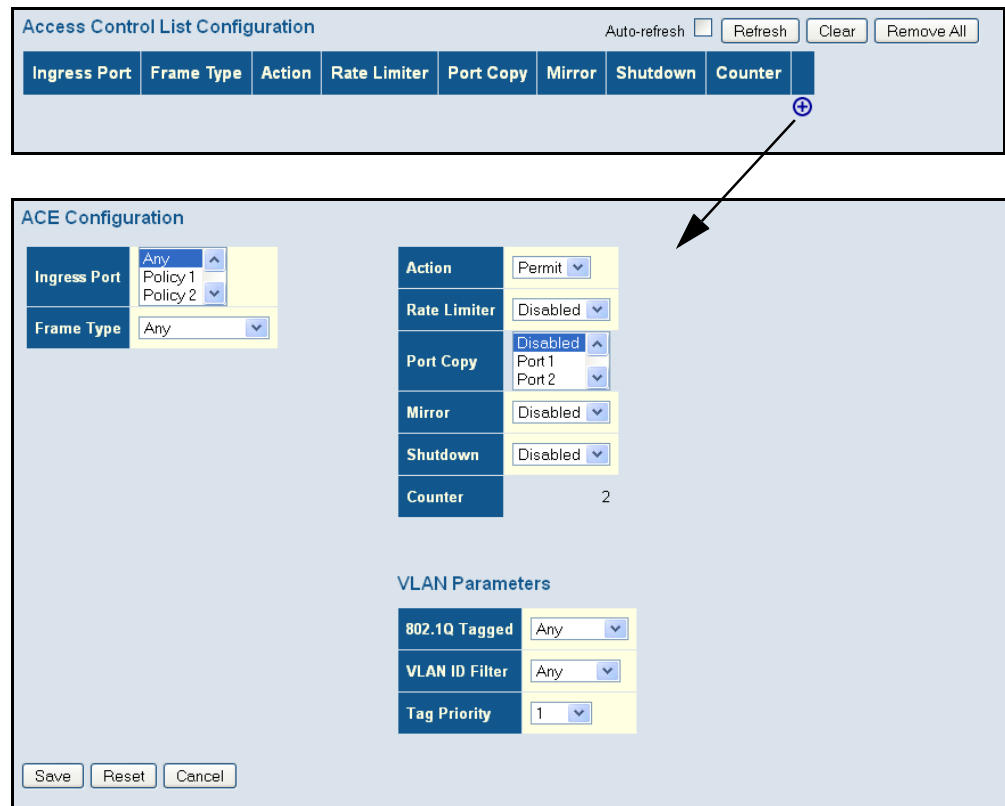 Access Control List Configuration
Auto-refresh Refresh Clear Remove All
Ingress Port Frame Type Action Rate Limiter Port Copy Mirror Shutdown Counter
ACE Configuration
Ingress Port
Any
Policy 1
Policy 2
Frame Type Any
Action Permit
Rate Limiter Disabled
Port Copy
Disabled
Port 1
Port 2
Mirror Disabled
Shutdown Disabled
Counter 2
VLAN Parameters
802.1Q Tagged Any
VLAN ID Filter Any
Tag Priority 1
Save Reset Cancel